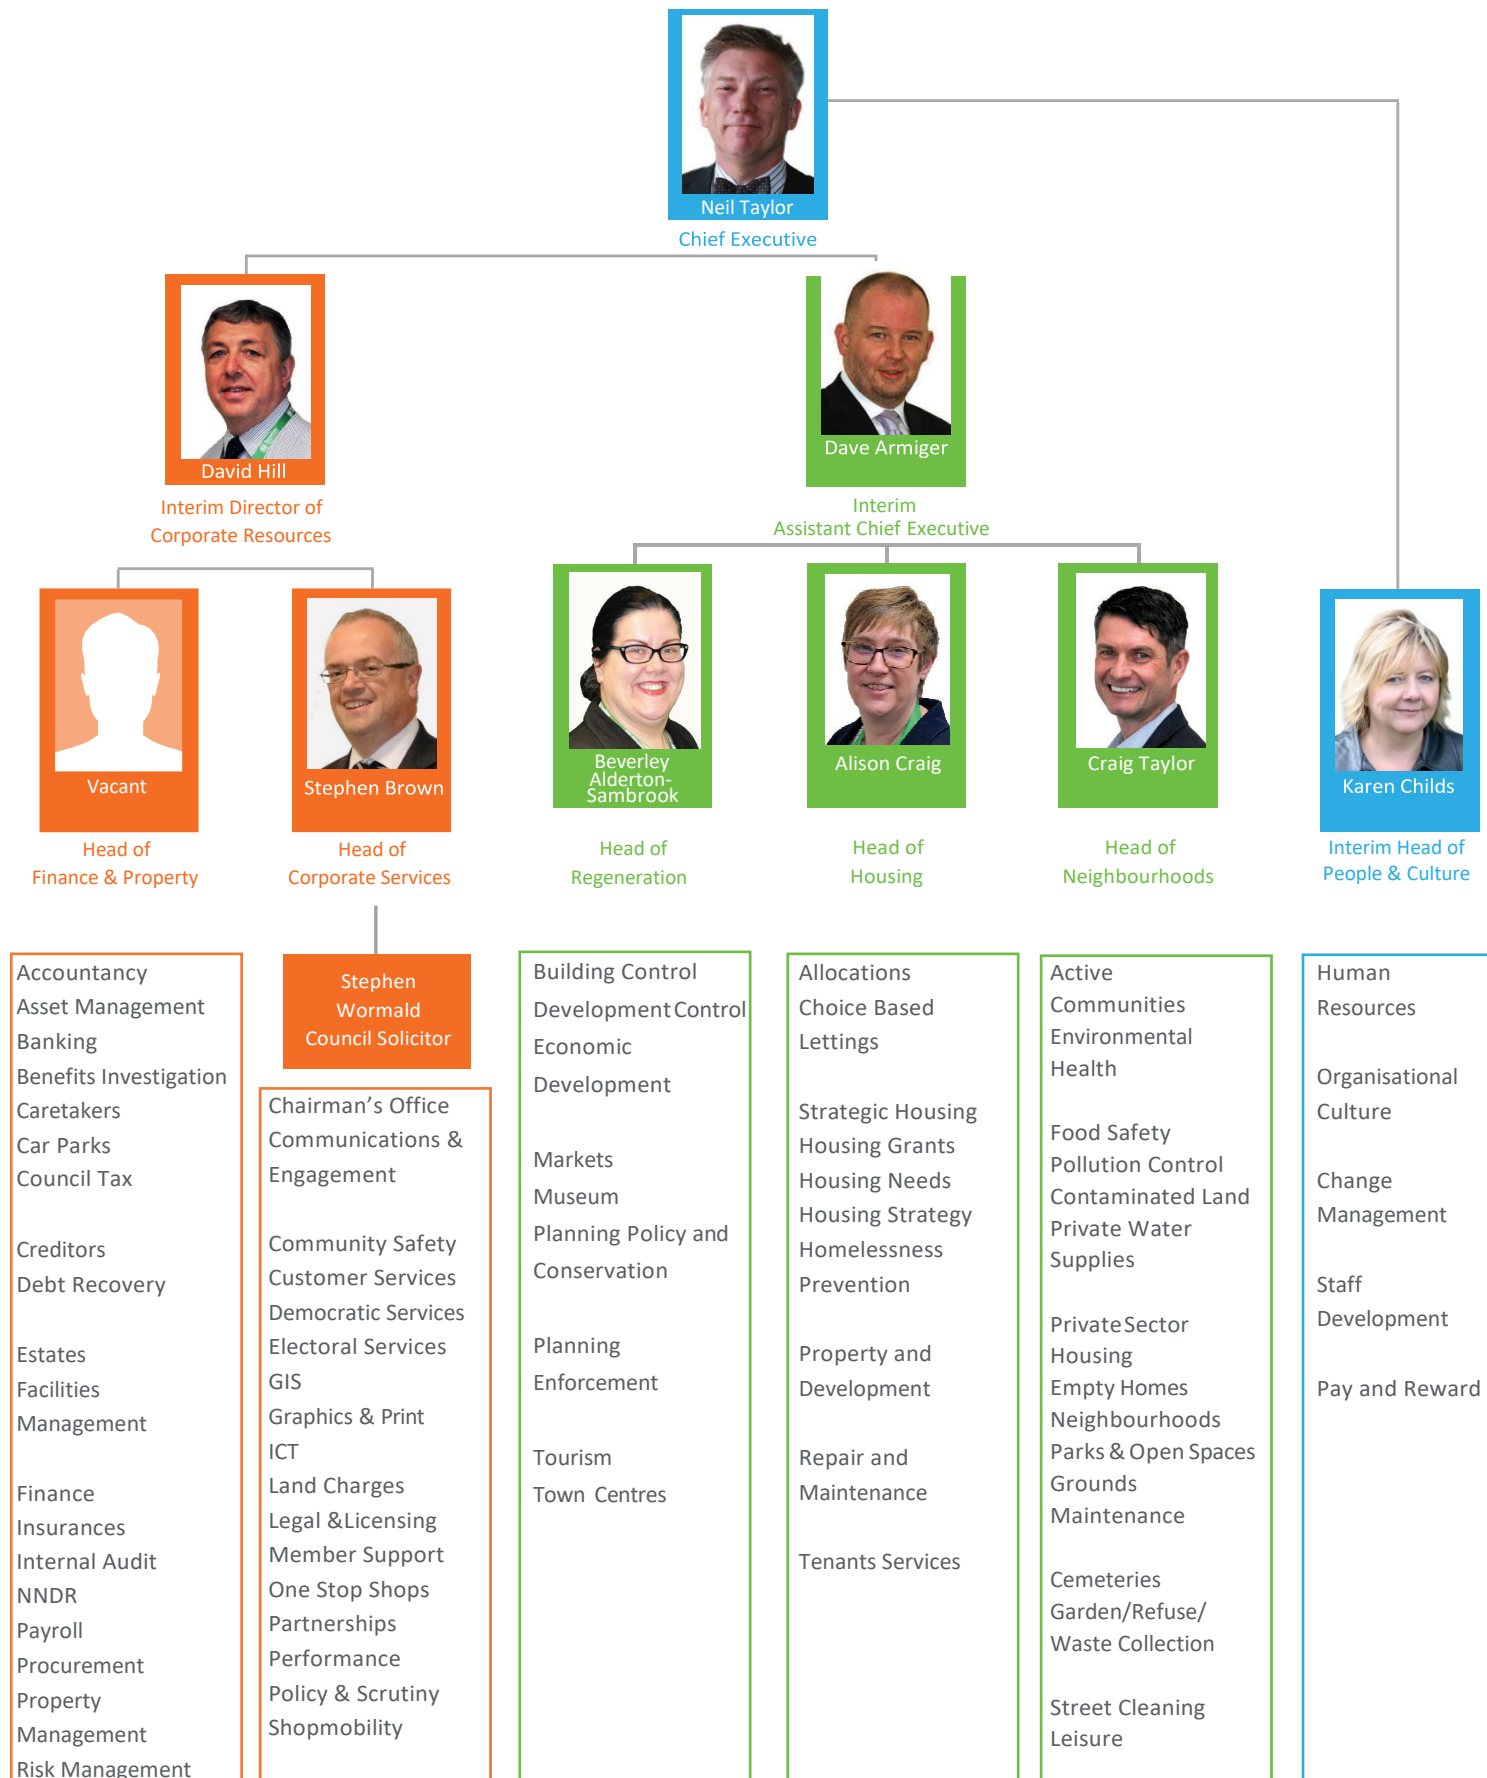 Neil Taylor
Chief Executive
David Hill
Interim Director of
Corporate Resources
Dave Armiger
Interim
Assistant Chief Executive
Vacant
Head of
Finance & Property
Stephen Brown
Head of
Corporate Services
Beverley
Alderton-
Sambrook
Head of
Regeneration
Alison Craig
Head of
Housing
Craig Taylor
Head of
Neighbourhoods
Karen Childs
Interim Head of
People & Culture
Accountancy
Asset Management
Banking
Benefits Investigation
Caretakers
Car Parks
Council Tax
Creditors
Debt Recovery
Estates
Facilities
Management
Finance
Insurances
Internal Audit
NNDR
Payroll
Procurement
Property
Management
Risk Management
Stephen
Wormald
Council Solicitor
Chairman’s Office
Communications &
Engagement
Community Safety
Customer Services
Democratic Services
Electoral Services
GIS
Graphics & Print
ICT
Land Charges
Legal &Licensing
Member Support
One Stop Shops
Partnerships
Performance
Policy & Scrutiny
Shopmobility
Building Control
Development Control
Economic
Development
Markets
Museum
Planning Policy and
Conservation
Planning
Enforcement
Tourism
Town Centres
Allocations
Choice Based
Lettings
Strategic Housing
Housing Grants
Housing Needs
Housing Strategy
Homelessness
Prevention
Property and
Development
Repair and
Maintenance
Tenants Services
Active
Communities
Environmental
Health
Food Safety
Pollution Control
Contaminated Land
Private Water
Supplies
Private Sector
Housing
Empty Homes
Neighbourhoods
Parks & Open Spaces
Grounds
Maintenance
Cemeteries
Garden/Refuse/
Waste Collection
Street Cleaning
Leisure
Human
Resources
Organisational
Culture
Change
Management
Staff
Development
Pay and Reward